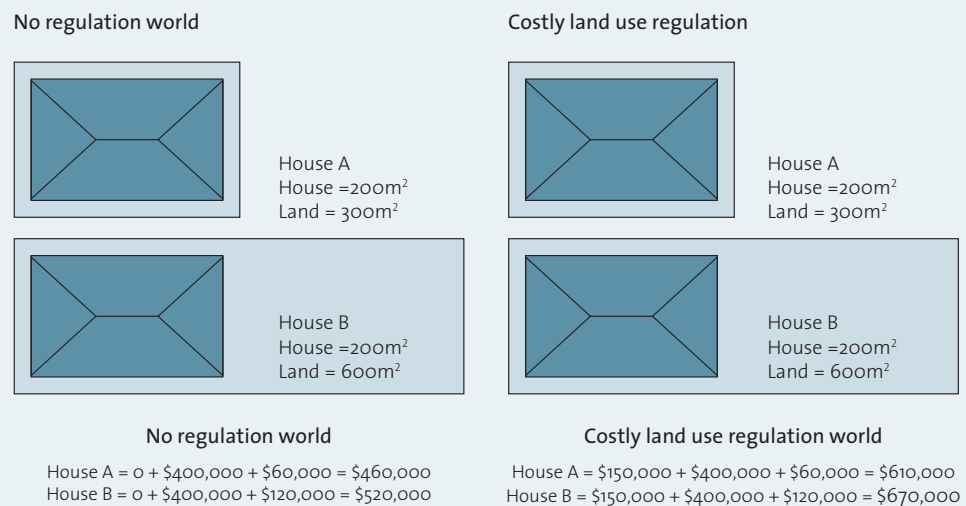 No regulation world
Costly land use regulation
House A
House =200m²
Land = 300m²
House A
House =200m²
Land = 300m²
House B
House =200m²
Land = 600m²
House B
House =200m²
Land = 600m²
No regulation world
House A = 0 + $400,000 + $60,000 = $460,000
House B = 0 + $400,000 + $120,000 = $520,000
Costly land use regulation world
House A = $150,000 + $400,000 + $60,000 = $610,000
House B = $150,000 + $400,000 + $120,000 = $670,000